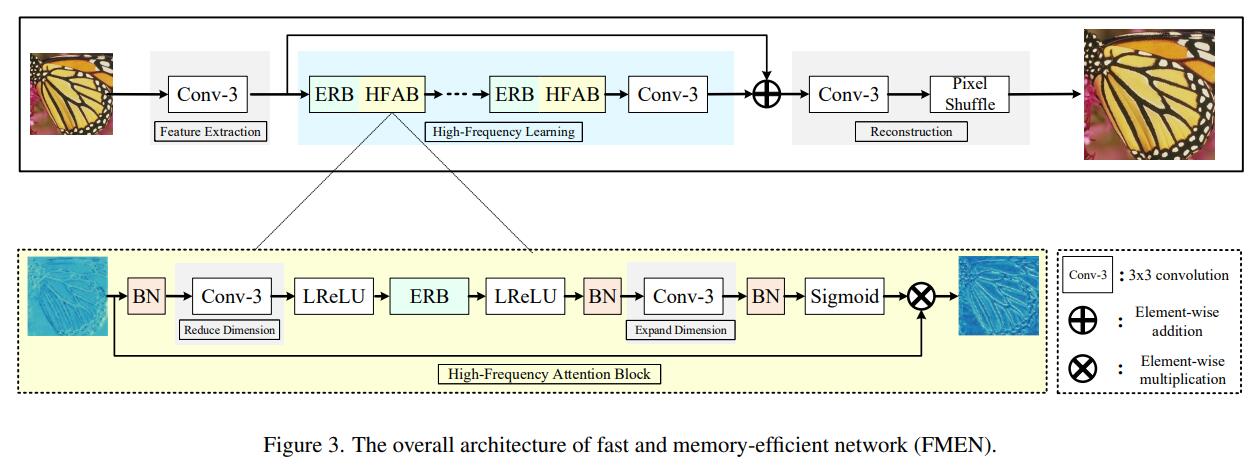 Conv-3
Feature Extraction
ERB HFAB
ERB HFAB
Conv-3
High-Frequency Learning
Conv-3
Pixel
Shuffle
Reconstruction
BN
Conv-3
Reduce Dimension
LReLU
ERB
LReLU
BN
Conv-3
Expand Dimension
BN
Sigmoid
High-Frequency Attention Block
Conv-3 : 3x3 convolution
: Element-wise
addition
: Element-wise
multiplication
Figure 3. The overall architecture of fast and memory-efficient network (FMEN).